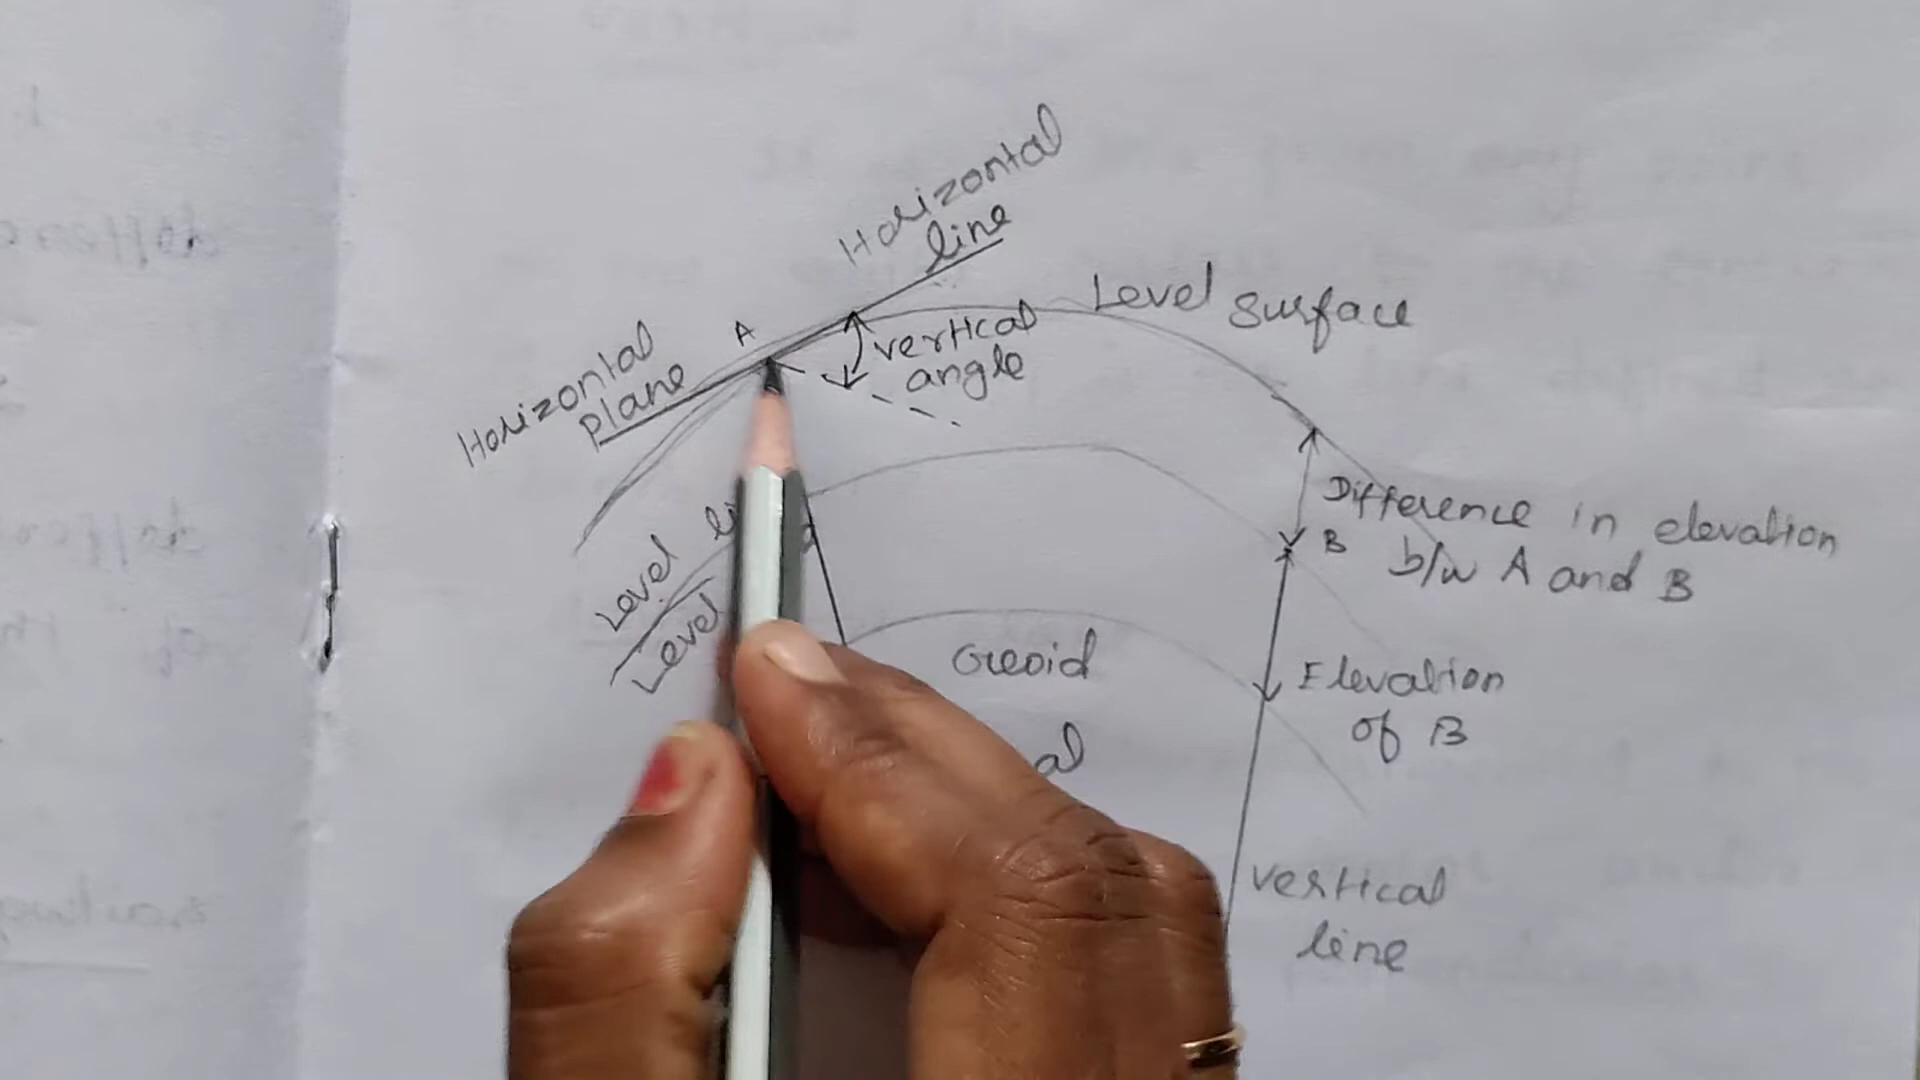 Horizontal
line
Level surface
A
vertical
angle
Horizontal
plane
Difference in elevation
b/w A and B
B
Level
Level
Geoid
Elevation
of B
vertical
line